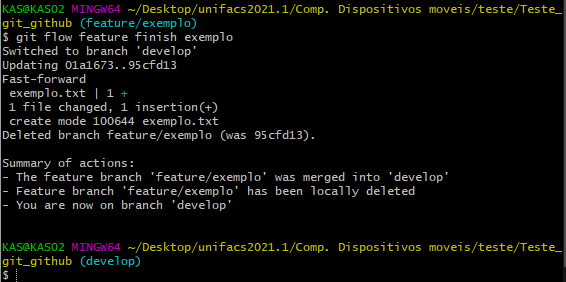 KAS@KAS02 MINGW64 ~/Desktop/unifacs2021.1/Comp. Dispositivos moveis/teste/Teste_
git_github (feature/exemplo)
$ git flow feature finish exemplo
Switched to branch 'develop'
Updating 01a1673..95cfd13
Fast-forward
 exemplo.txt | 1 +
 1 file changed, 1 insertion(+)
 create mode 100644 exemplo.txt
Deleted branch feature/exemplo (was 95cfd13).

Summary of actions:
- The feature branch 'feature/exemplo' was merged into 'develop'
- Feature branch 'feature/exemplo' has been locally deleted
- You are now on branch 'develop'

KAS@KAS02 MINGW64 ~/Desktop/unifacs2021.1/Comp. Dispositivos moveis/teste/Teste_
git_github (develop)
$